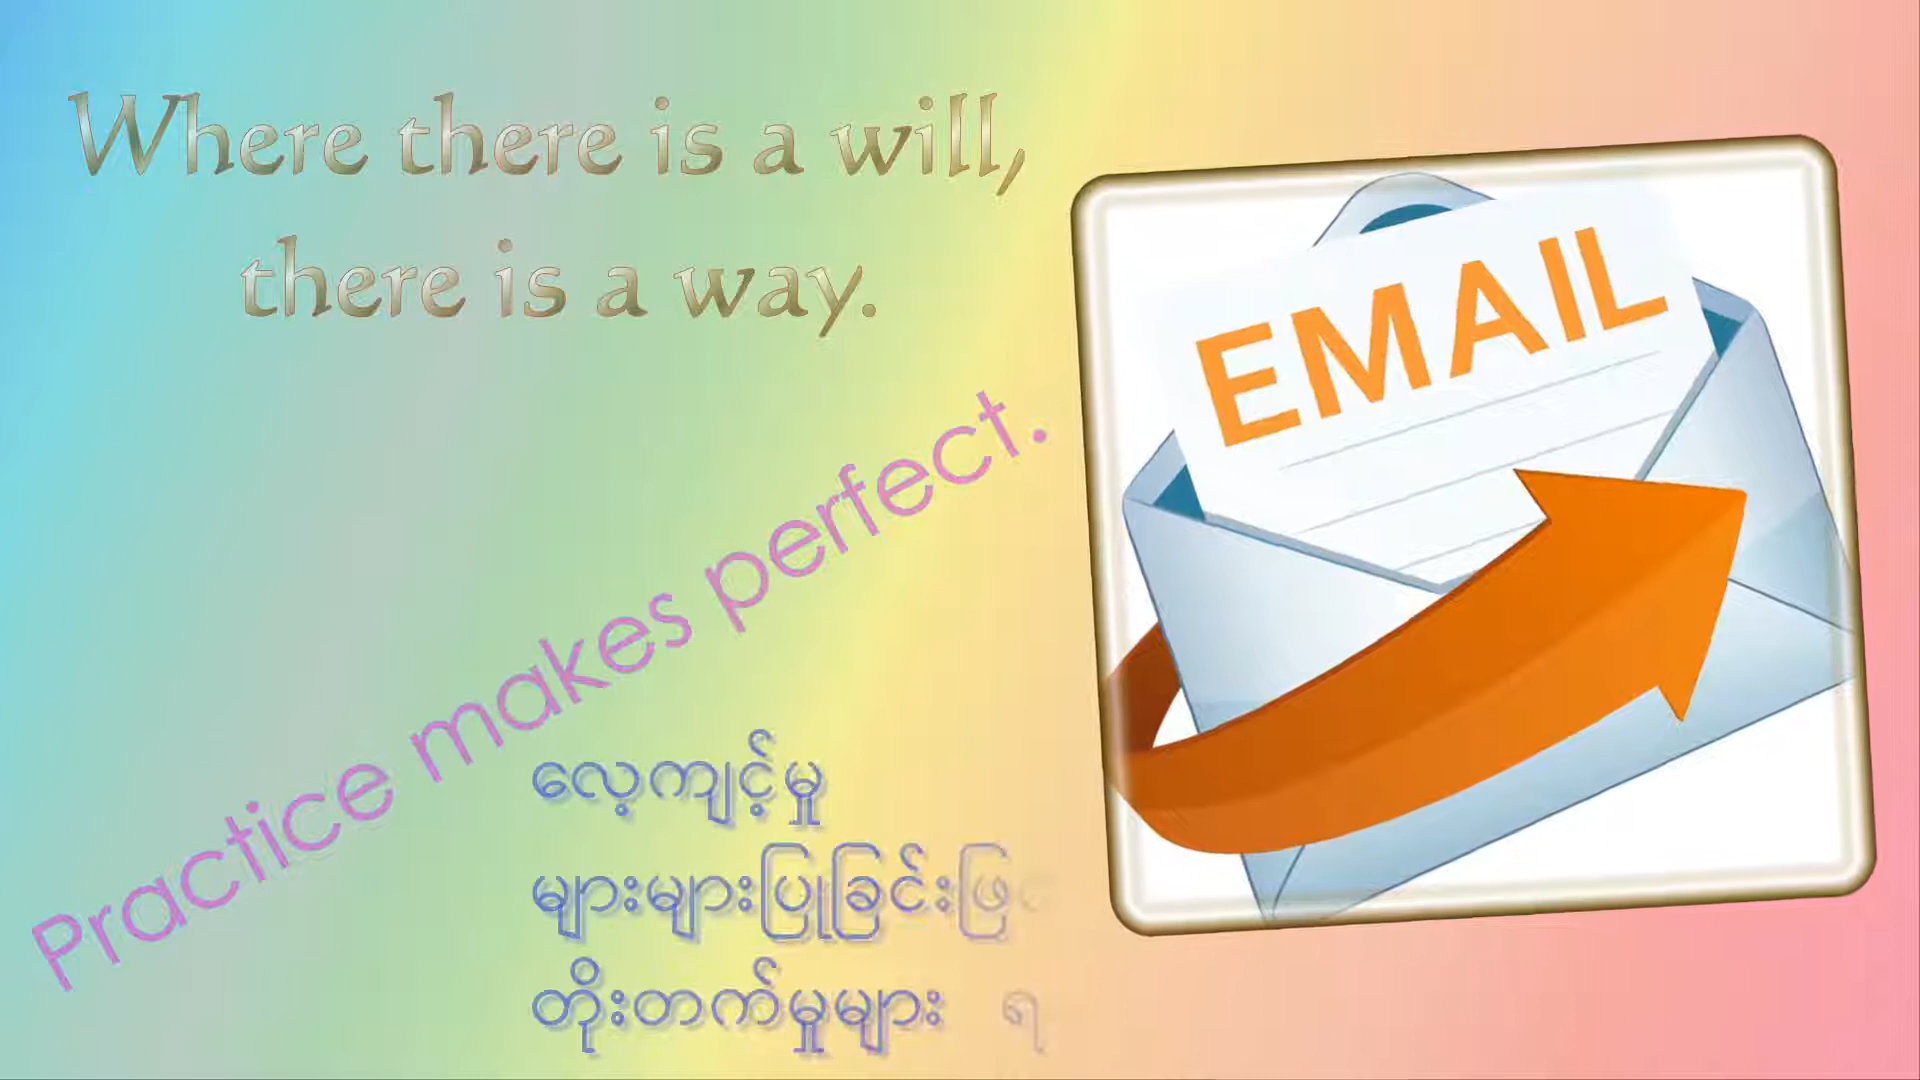 Where there is a will,
there is a way.
EMAIL
Practice makes perfect.
လေ့ကျင့်မှု
များများပြုခြင်းဖြ
တိုးတက်မှုများ ရ